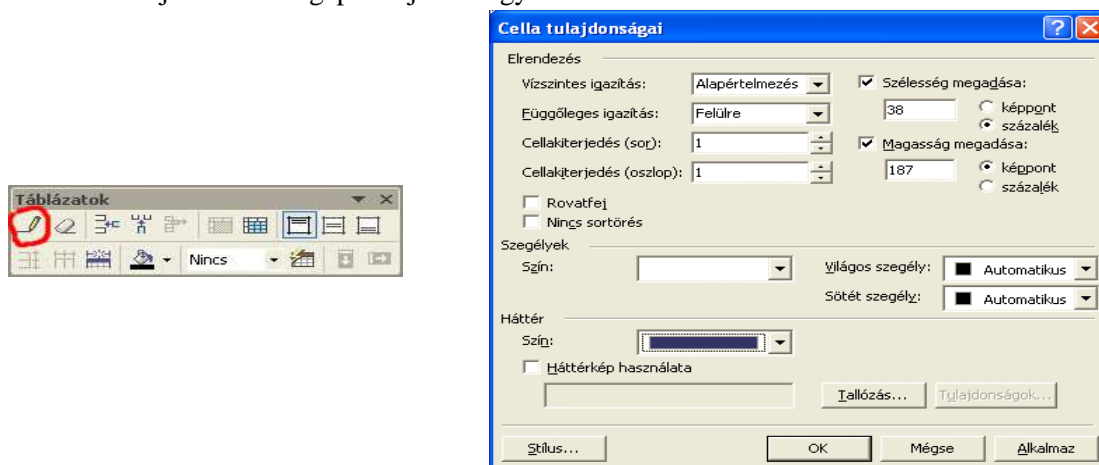 Cella tulajdonságai
Elrendezés
Vízszintes igazítás: Alapértelmezés
Függőleges igazítás: Felülre
Cellakiterjedés (sor): 1
Cellakiterjedés (oszlop): 1
Rovatfej
Nincs sortörés
Szélesség megadása:
38 képpont
százalék
Magasság megadása:
187 képpont
százalék
Szegélyek
Szín:
Világos szegély: Automatikus
Sötét szegély: Automatikus
Háttér
Szín:
Háttérkép használata
Tallózás... Tulajdonságok...
Stílus... OK Mégse Alkalmaz
Táblázatok
Nincs